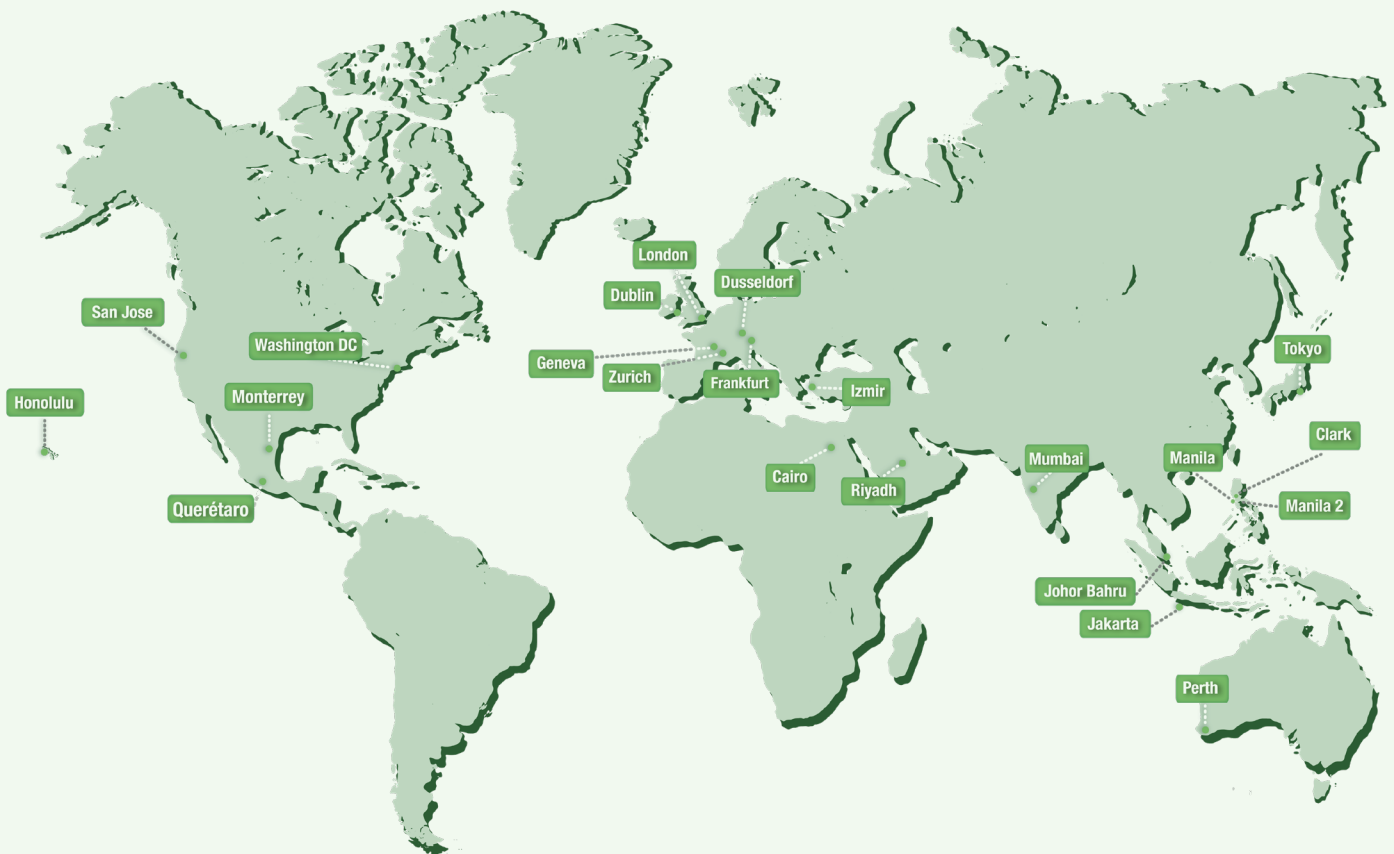 London
Dusseldorf
Dublin
San Jose
Washington DC
Geneva
Zurich
Frankfurt
Izmir
Tokyo
Honolulu
Monterrey
Clark
Manila
Mumbai
Cairo
Riyadh
Querétaro
Manila 2
Johor Bahru
Jakarta
Perth